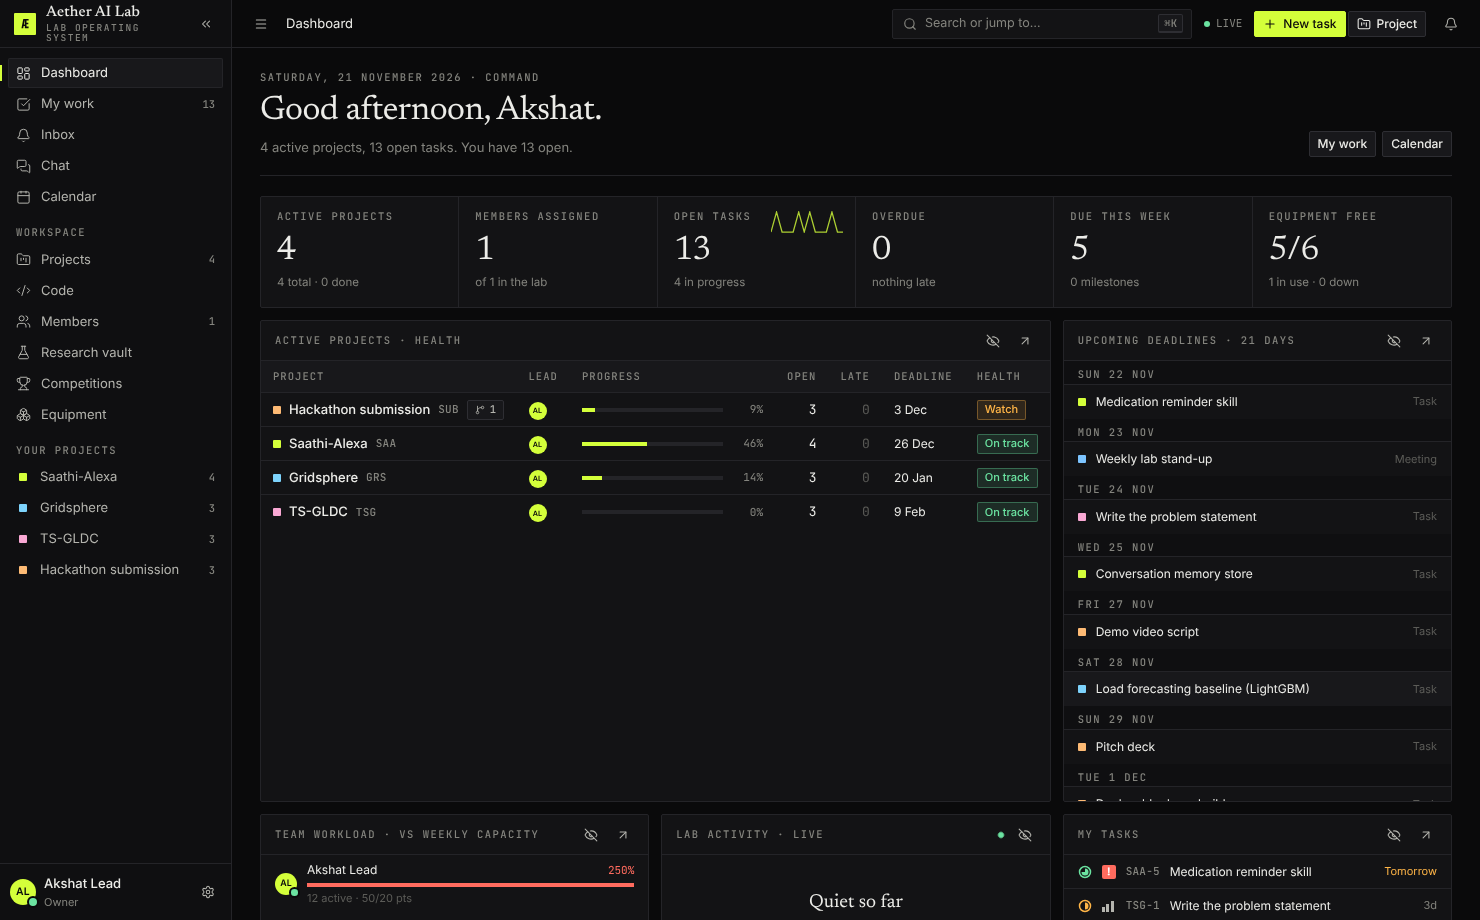 Æ
Aether AI Lab
LAB OPERATING SYSTEM
Dashboard
My work 13
Inbox
Chat
Calendar
WORKSPACE
Projects 4
Code
Members 1
Research vault
Competitions
Equipment
YOUR PROJECTS
Saathi-Alexa 4
Gridsphere 3
TS-GLDC 3
Hackathon submission 3
AL
Akshat Lead
Owner
Dashboard
Search or jump to... ⌘K
LIVE
New task
Project
SATURDAY, 21 NOVEMBER 2026 · COMMAND
Good afternoon, Akshat.
4 active projects, 13 open tasks. You have 13 open.
My work
Calendar
ACTIVE PROJECTS
4
4 total · 0 done
MEMBERS ASSIGNED
1
of 1 in the lab
OPEN TASKS
13
4 in progress
OVERDUE
0
nothing late
DUE THIS WEEK
5
0 milestones
EQUIPMENT FREE
5/6
1 in use · 0 down
ACTIVE PROJECTS · HEALTH
PROJECT LEAD PROGRESS OPEN LATE DEADLINE HEALTH
Hackathon submission SUB 1 AL 9% 3 0 3 Dec Watch
Saathi-Alexa SAA AL 46% 4 0 26 Dec On track
Gridsphere GRS AL 14% 3 0 20 Jan On track
TS-GLDC TSG AL 0% 3 0 9 Feb On track
UPCOMING DEADLINES · 21 DAYS
SUN 22 NOV
Medication reminder skill Task
MON 23 NOV
Weekly lab stand-up Meeting
TUE 24 NOV
Write the problem statement Task
WED 25 NOV
Conversation memory store Task
FRI 27 NOV
Demo video script Task
SAT 28 NOV
Load forecasting baseline (LightGBM) Task
SUN 29 NOV
Pitch deck Task
TUE 1 DEC
TEAM WORKLOAD · VS WEEKLY CAPACITY
AL
Akshat Lead 250%
12 active · 50/20 pts
LAB ACTIVITY · LIVE
Quiet so far
MY TASKS
! SAA-5 Medication reminder skill Tomorrow
TSG-1 Write the problem statement 3d